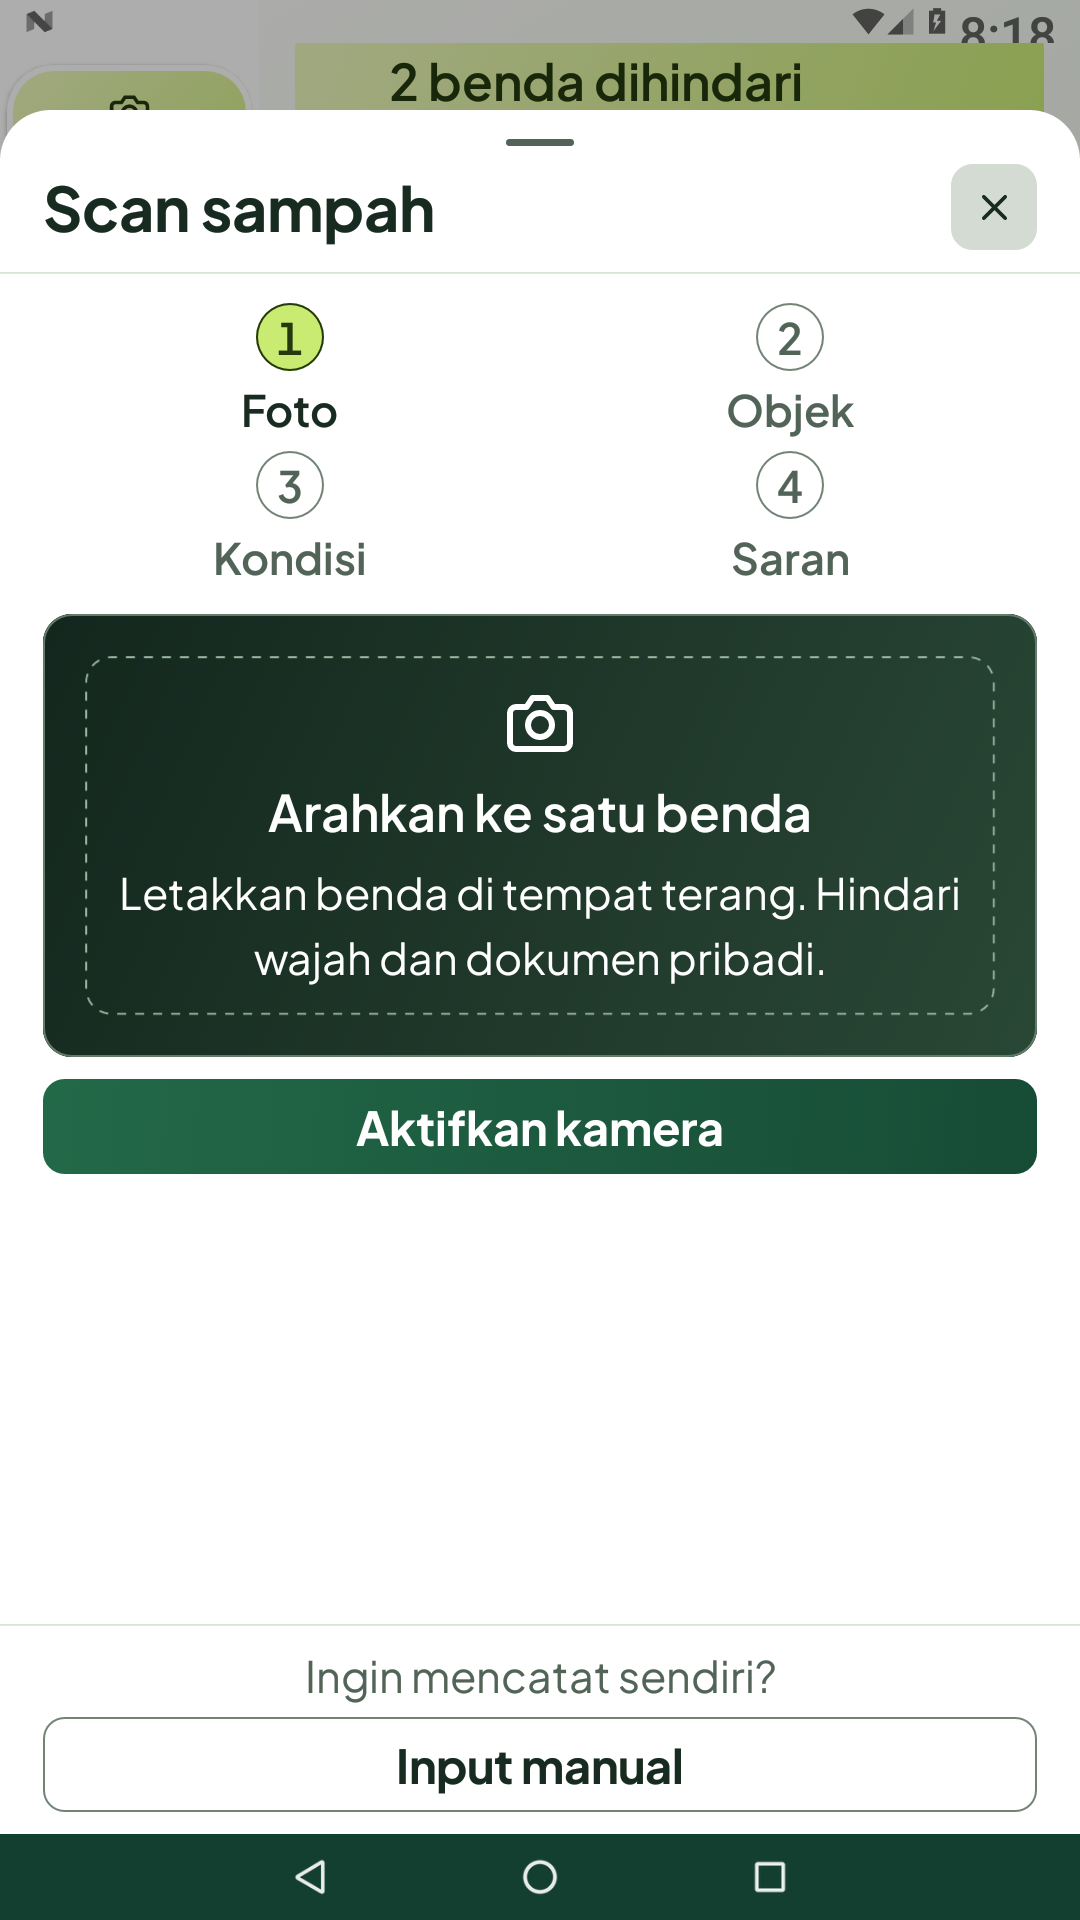 8:18
2 benda dihindari
Scan sampah
1
Foto
2
Objek
3
Kondisi
4
Saran
Arahkan ke satu benda
Letakkan benda di tempat terang. Hindari
wajah dan dokumen pribadi.
Aktifkan kamera
Ingin mencatat sendiri?
Input manual